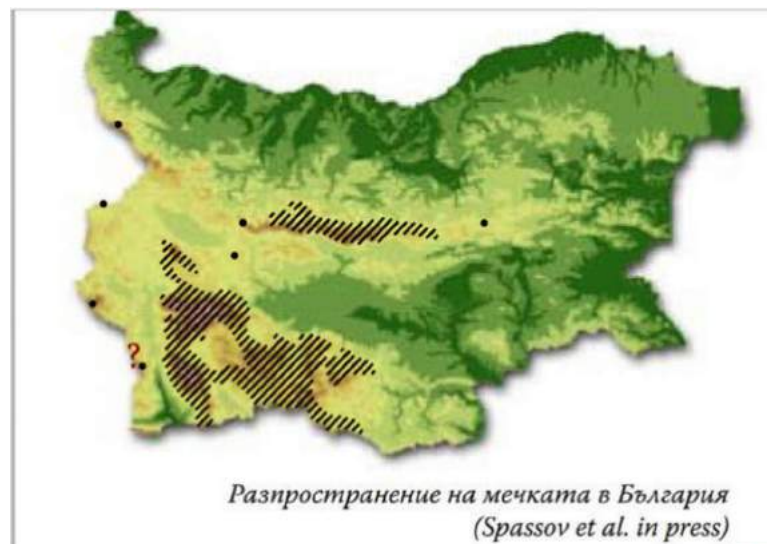 ?
Разпространение на мечката в България
(Spassov et al. in press)